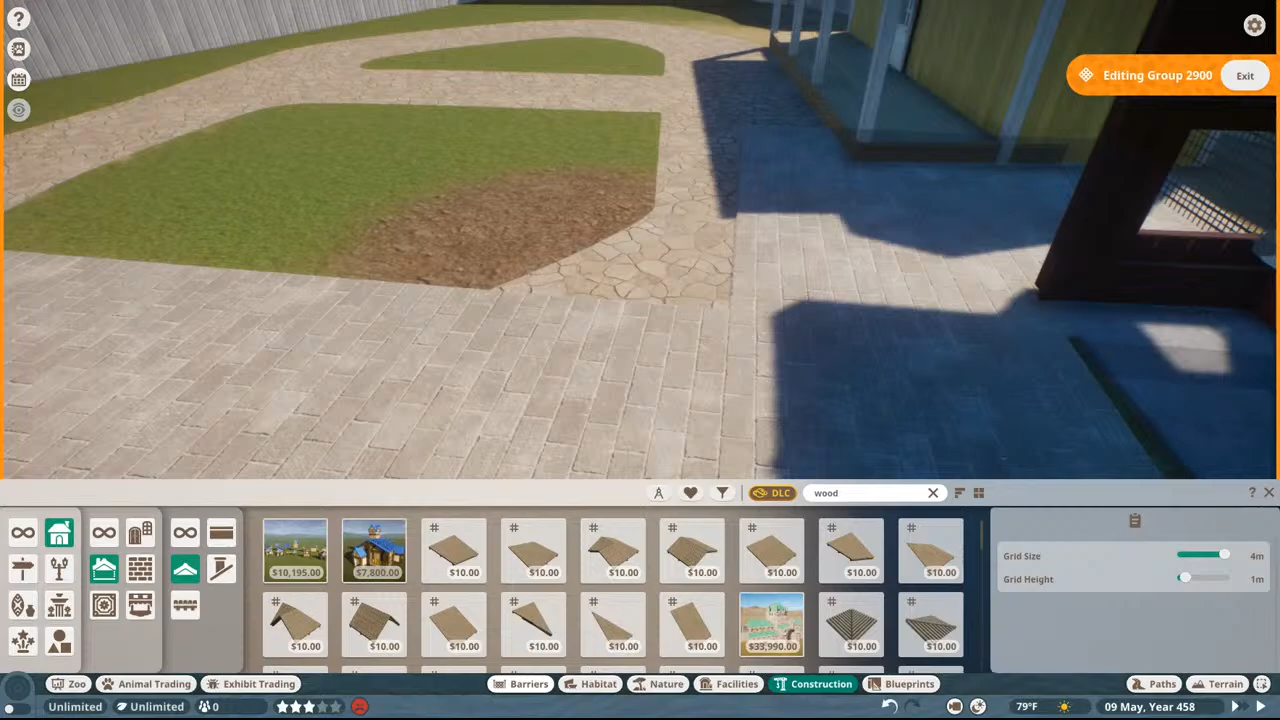 ?
Editing Group 2900 Exit
DLC wood
? ×
$10,195.00 $7,800.00 $10.00 $10.00 $10.00 $10.00 $10.00 $10.00 $10.00
$10.00 $10.00 $10.00 $10.00 $10.00 $10.00 $33,990.00 $10.00 $10.00
Grid Size 4m
Grid Height 1m
Zoo Animal Trading Exhibit Trading Barriers Habitat Nature Facilities Construction Blueprints Paths Terrain
Unlimited Unlimited 0 79°F 09 May, Year 458